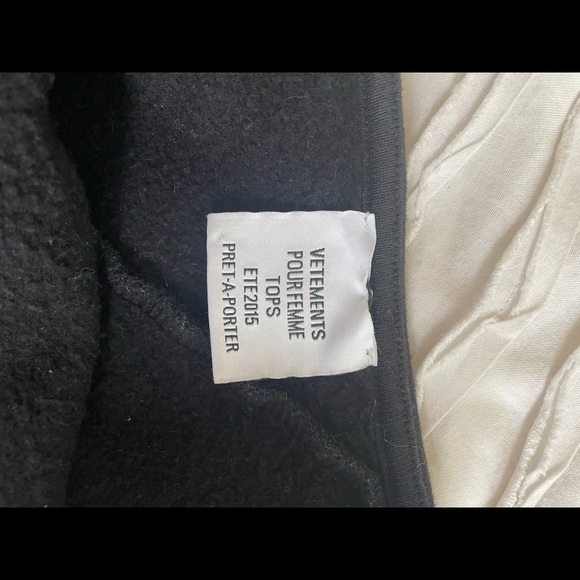 VETEMENTS
POUR FEMME
TOPS
ETE2015
PRET-A-PORTER